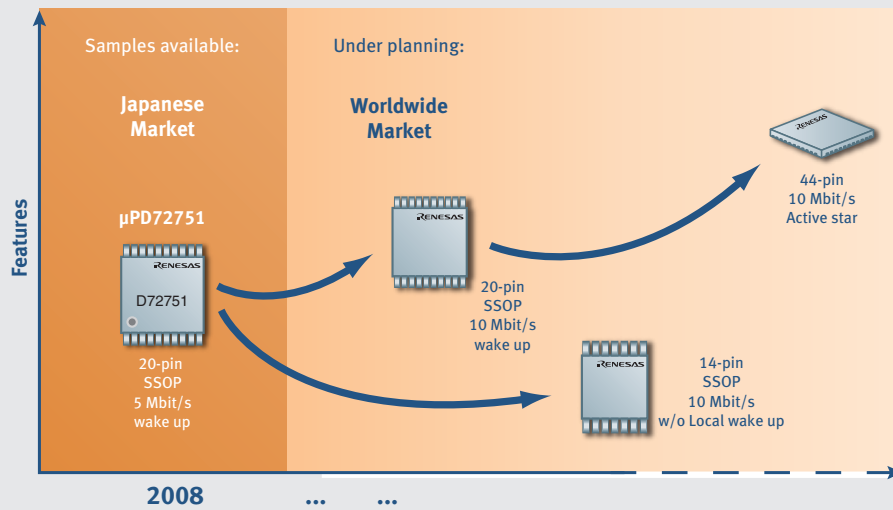 Samples available:
Under planning:
Japanese
Market
Worldwide
Market
RENESAS
44-pin
10 Mbit/s
Active star
Features
µPD72751
RENESAS
D72751
20-pin
SSOP
5 Mbit/s
wake up
RENESAS
20-pin
SSOP
10 Mbit/s
wake up
RENESAS
14-pin
SSOP
10 Mbit/s
w/o Local wake up
2008 ... ...